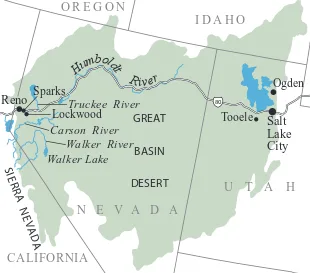 OREGON
IDAHO
Humboldt River
Ogden
Sparks
Reno
80
Truckee River
Lockwood
Tooele
Salt
Lake
City
GREAT
Carson River
Walker River
BASIN
Walker Lake
DESERT
SIERRA NEVADA
UTAH
NEVADA
CALIFORNIA